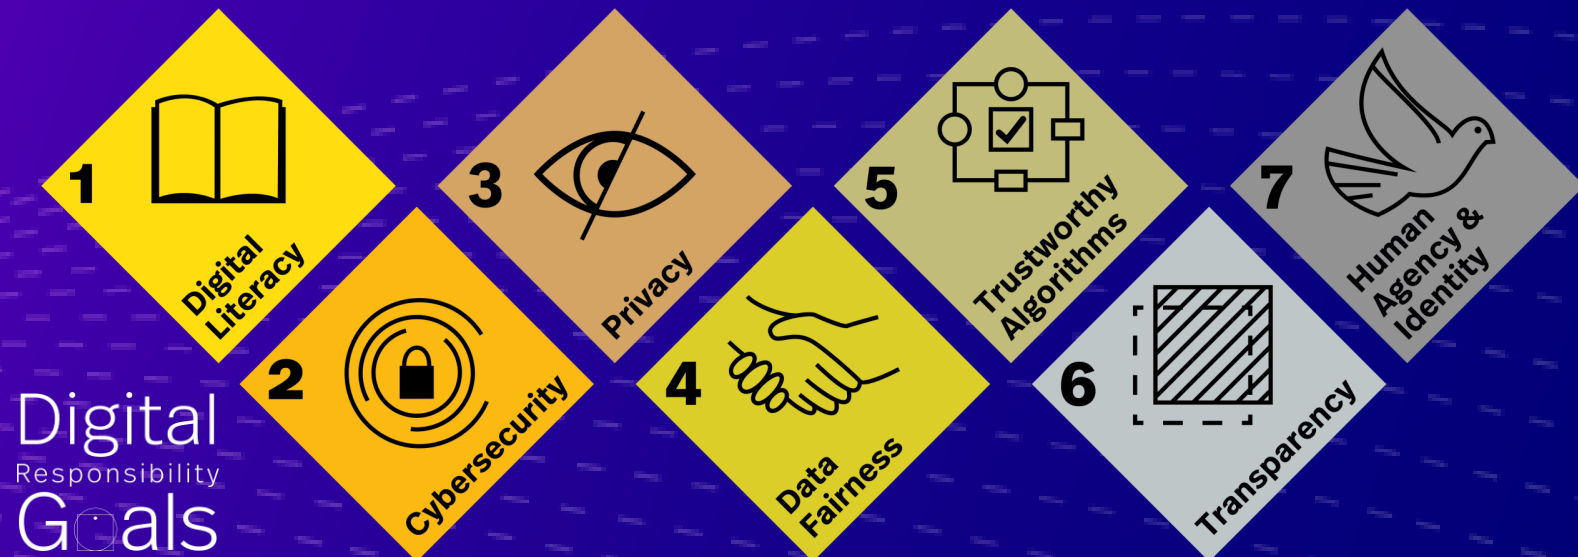 1
Digital
Literacy
2
Cybersecurity
3
Privacy
4
Data
Fairness
5
Trustworthy
Algorithms
6
Transparency
7
Human
Agency &
Identity
Digital
Responsibility
Goals